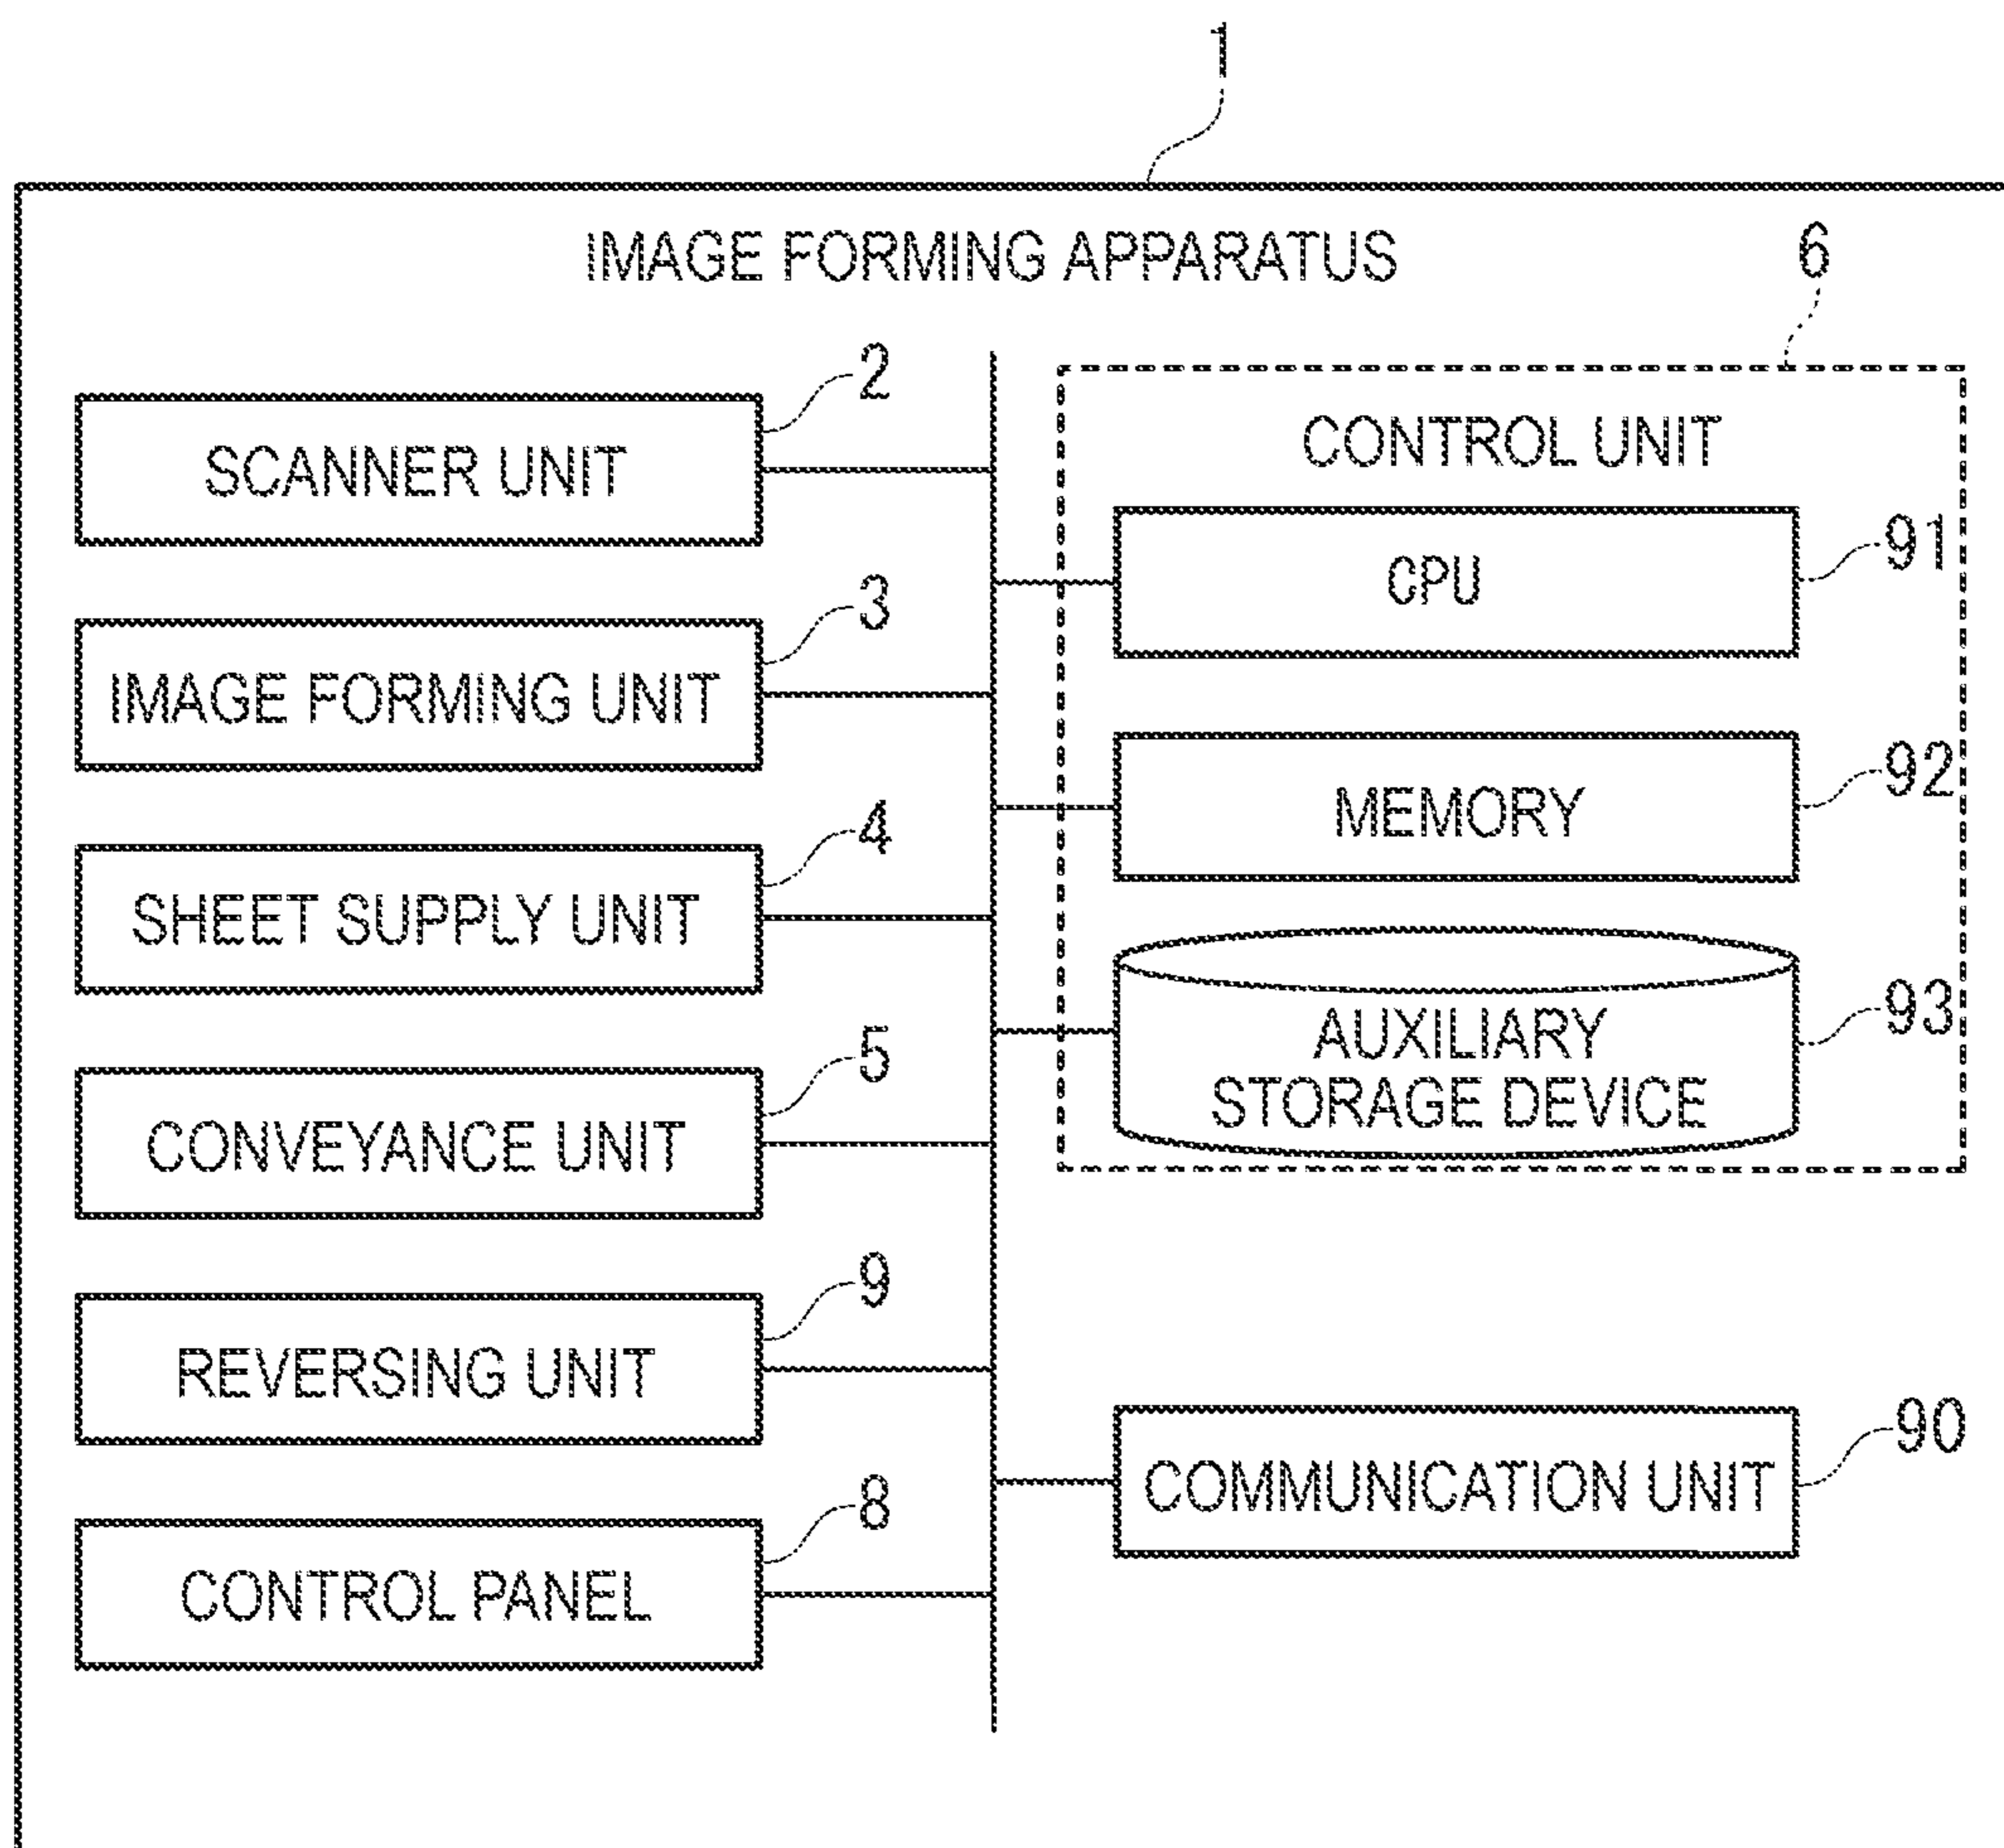 1
IMAGE FORMING APPARATUS
6
2
SCANNER UNIT
3
IMAGE FORMING UNIT
4
SHEET SUPPLY UNIT
5
CONVEYANCE UNIT
9
REVERSING UNIT
8
CONTROL PANEL
CONTROL UNIT
91
CPU
92
MEMORY
93
AUXILIARY
STORAGE DEVICE
90
COMMUNICATION UNIT